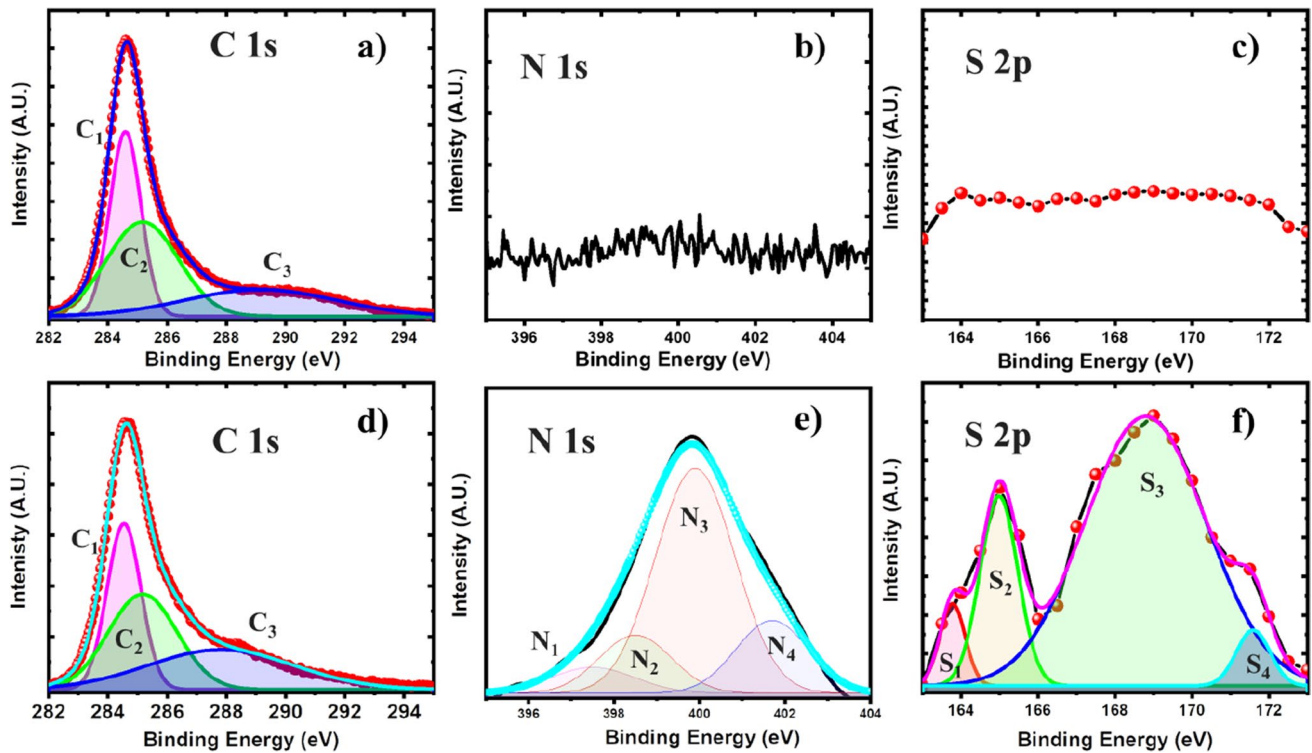 C 1s
a)
C1
C2
C3
Intensity (A.U.)
282 284 286 288 290 292 294
Binding Energy (eV)
N 1s
b)
Intenisty (A.U.)
396 398 400 402 404
Binding Energy (eV)
S 2p
c)
Intensity (A.U.)
164 166 168 170 172
Binding Energy (eV)
C 1s
d)
C1
C2
C3
Intensity (A.U.)
282 284 286 288 290 292 294
Binding Energy (eV)
N 1s
e)
N1
N2
N3
N4
Intensity (A.U.)
396 398 400 402 404
Binding Energy (eV)
S 2p
f)
S1
S2
S3
S4
Intensity (A.U.)
164 166 168 170 172
Binding Energy (eV)